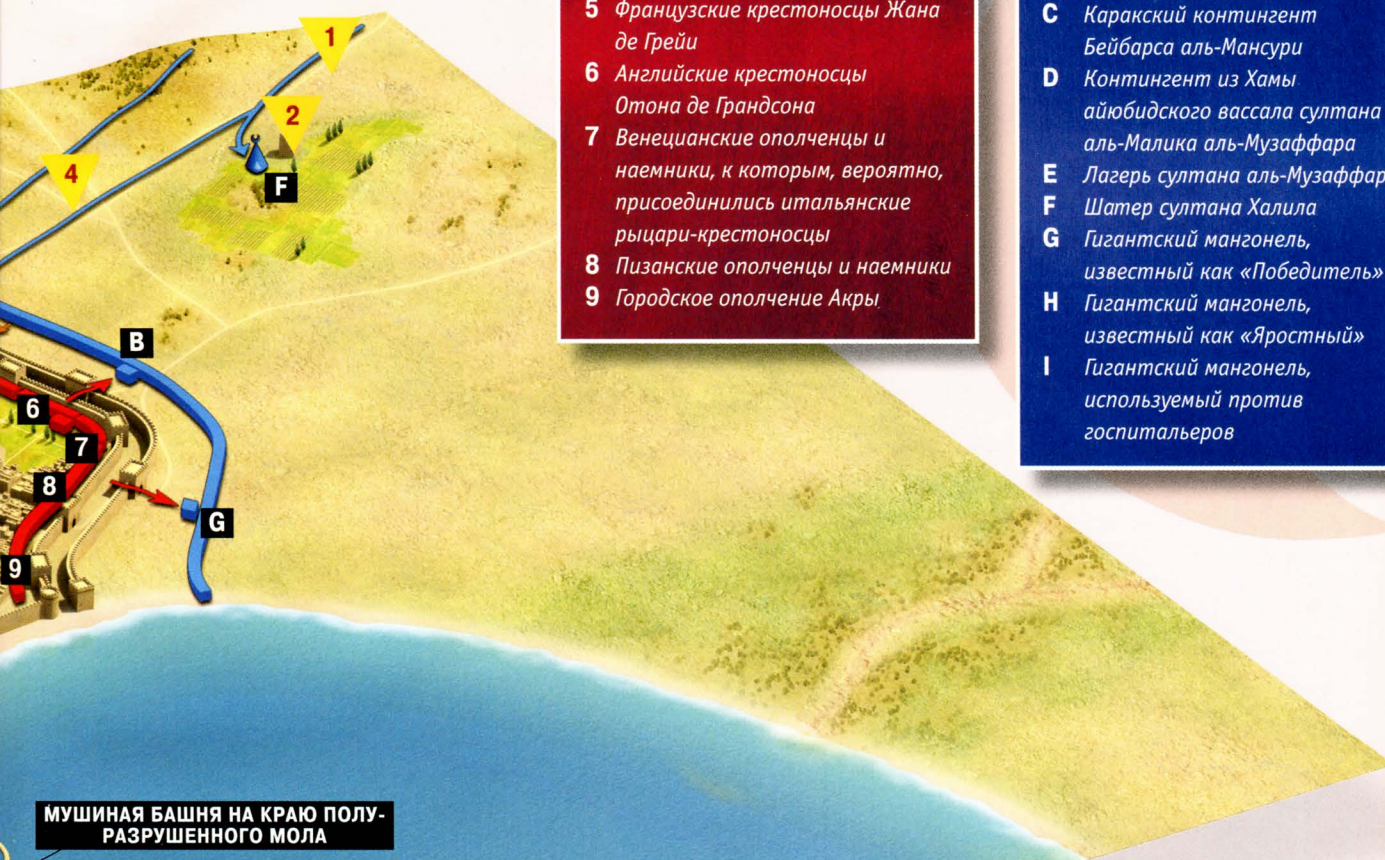 5 Французские крестоносцы Жана
де Грейи
6 Английские крестоносцы
Отона де Грандсона
7 Венецианские ополченцы и
наемники, к которым, вероятно,
присоединились итальянские
рыцари-крестоносцы
8 Пизанские ополченцы и наемники
9 Городское ополчение Акры
C Каракский контингент
Бейбарса аль-Мансури
D Контингент из Хамы
айюбидского вассала султана
аль-Малика аль-Музаффара
E Лагерь султана аль-Музаффар
F Шатер султана Халила
G Гигантский мангонель,
известный как «Победитель»
H Гигантский мангонель,
известный как «Яростный»
I Гигантский мангонель,
используемый против
госпитальеров
1
2
4
F
B
6
7
8
G
9
МУШИНАЯ БАШНЯ НА КРАЮ ПОЛУ-
РАЗРУШЕННОГО МОЛА